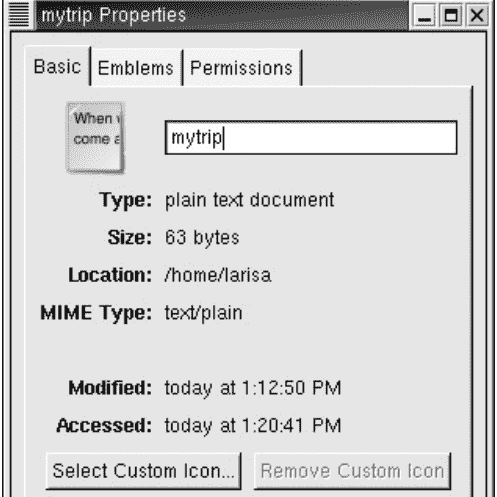 mytrip Properties
Basic Emblems Permissions
When
come a
mytrip
Type: plain text document
Size: 63 bytes
Location: /home/larisa
MIME Type: text/plain
Modified: today at 1:12:50 PM
Accessed: today at 1:20:41 PM
Select Custom Icon... Remove Custom Icon